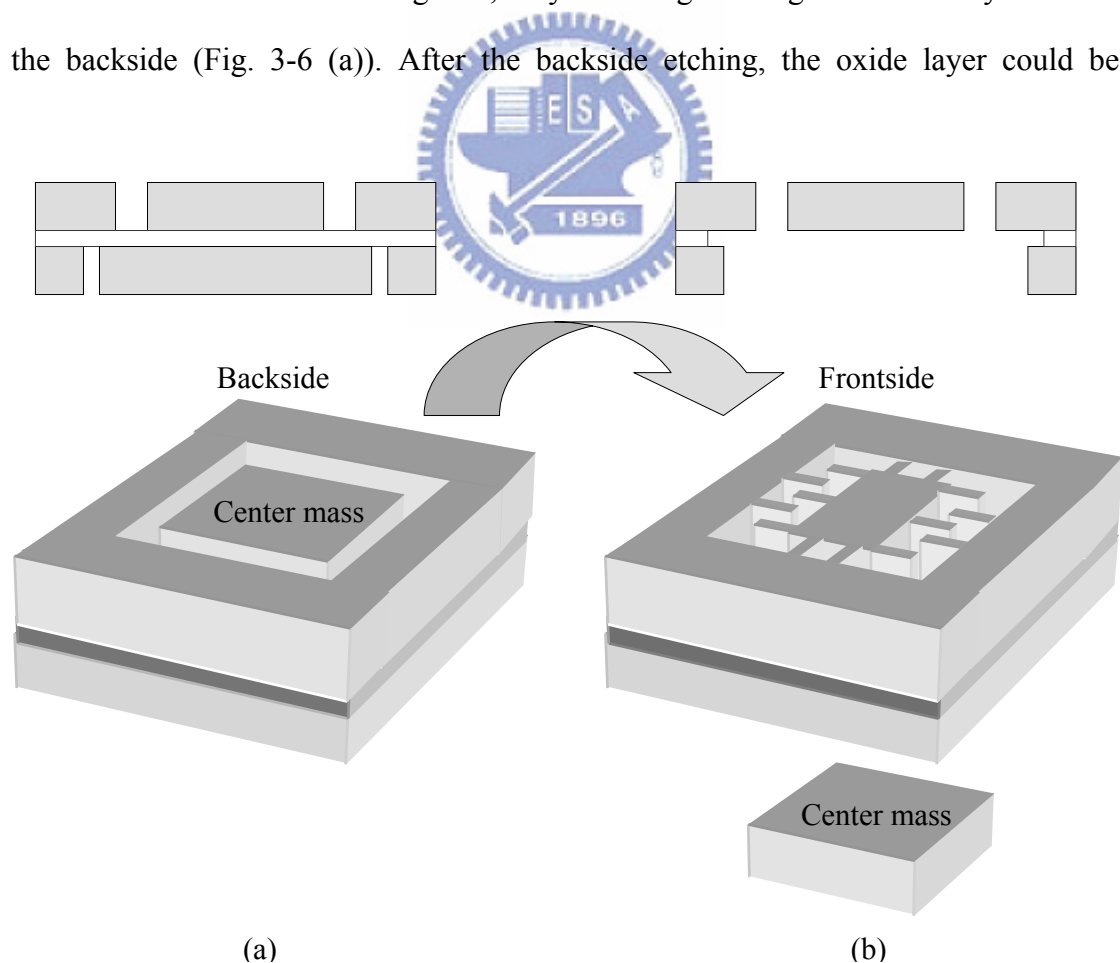 the backside (Fig. 3-6 (a)). After the backside etching, the oxide layer could be
E S A
1896
Backside Frontside
Center mass
Center mass
(a) (b)